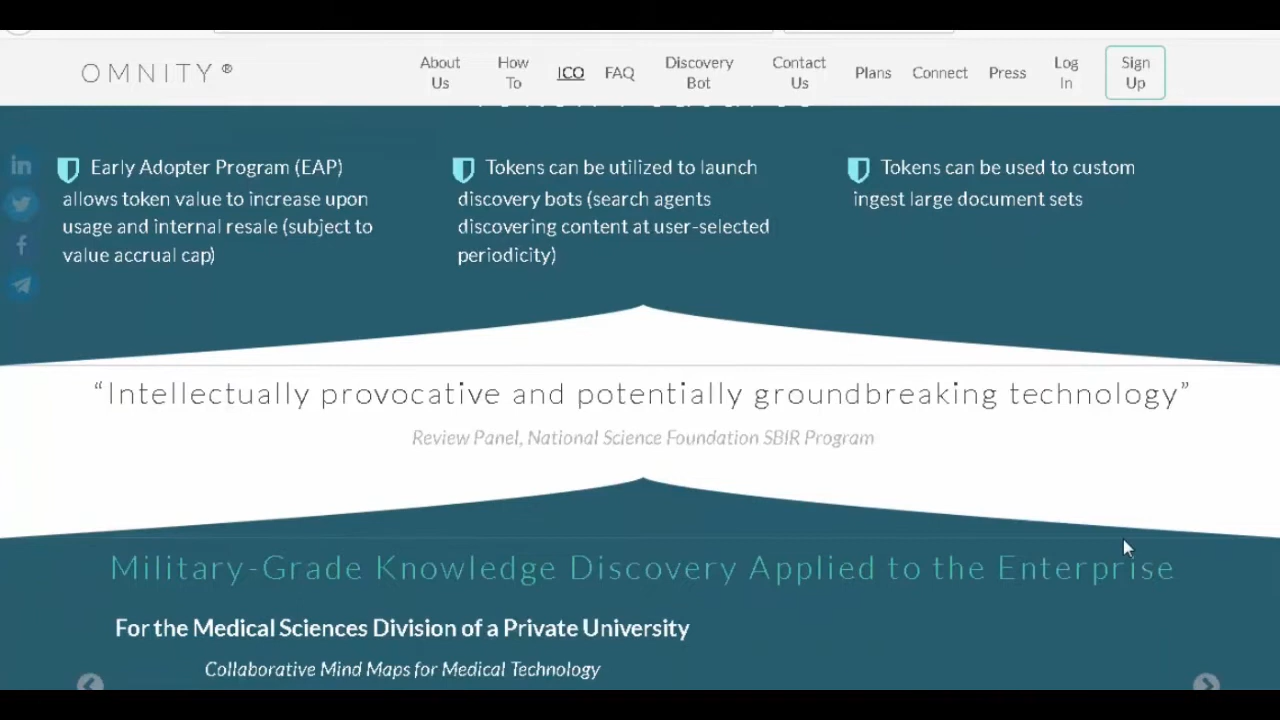 OMNITY®
About Us
How To
ICO
FAQ
Discovery Bot
Contact Us
Plans
Connect
Press
Log In
Sign Up
Early Adopter Program (EAP)
allows token value to increase upon
usage and internal resale (subject to
value accrual cap)
Tokens can be utilized to launch
discovery bots (search agents
discovering content at user-selected
periodicity)
Tokens can be used to custom
ingest large document sets
“Intellectually provocative and potentially groundbreaking technology”
Review Panel, National Science Foundation SBIR Program
Military-Grade Knowledge Discovery Applied to the Enterprise
For the Medical Sciences Division of a Private University
Collaborative Mind Maps for Medical Technology